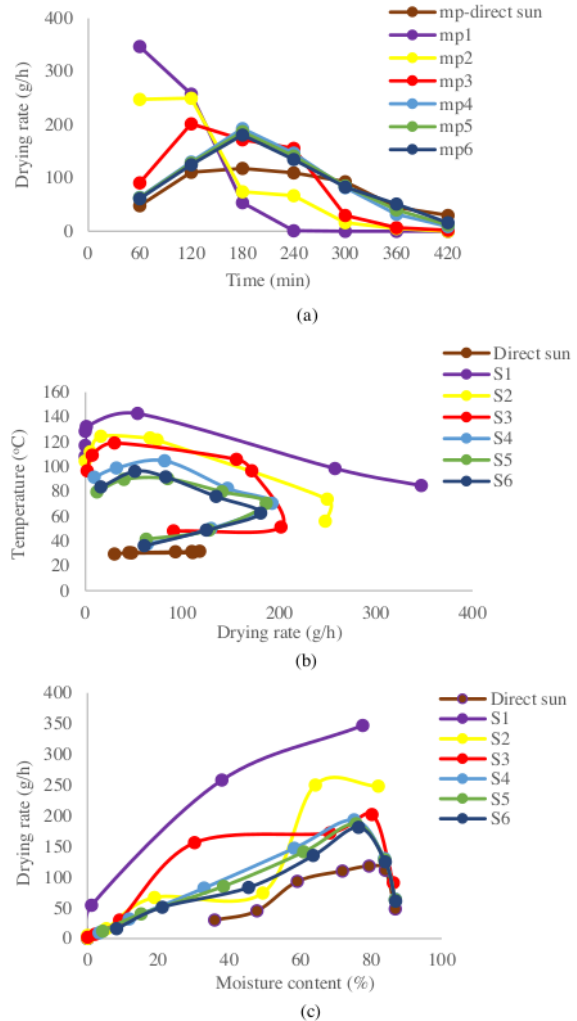 400
300
200
100
0
Drying rate (g/h)
0 60 120 180 240 300 360 420
Time (min)
mp-direct sun
mp1
mp2
mp3
mp4
mp5
mp6
(a)
160
140
120
100
80
60
40
20
0
Temperature (°C)
0 100 200 300 400
Drying rate (g/h)
Direct sun
S1
S2
S3
S4
S5
S6
(b)
400
350
300
250
200
150
100
50
0
Drying rate (g/h)
0 20 40 60 80 100
Moisture content (%)
Direct sun
S1
S2
S3
S4
S5
S6
(c)